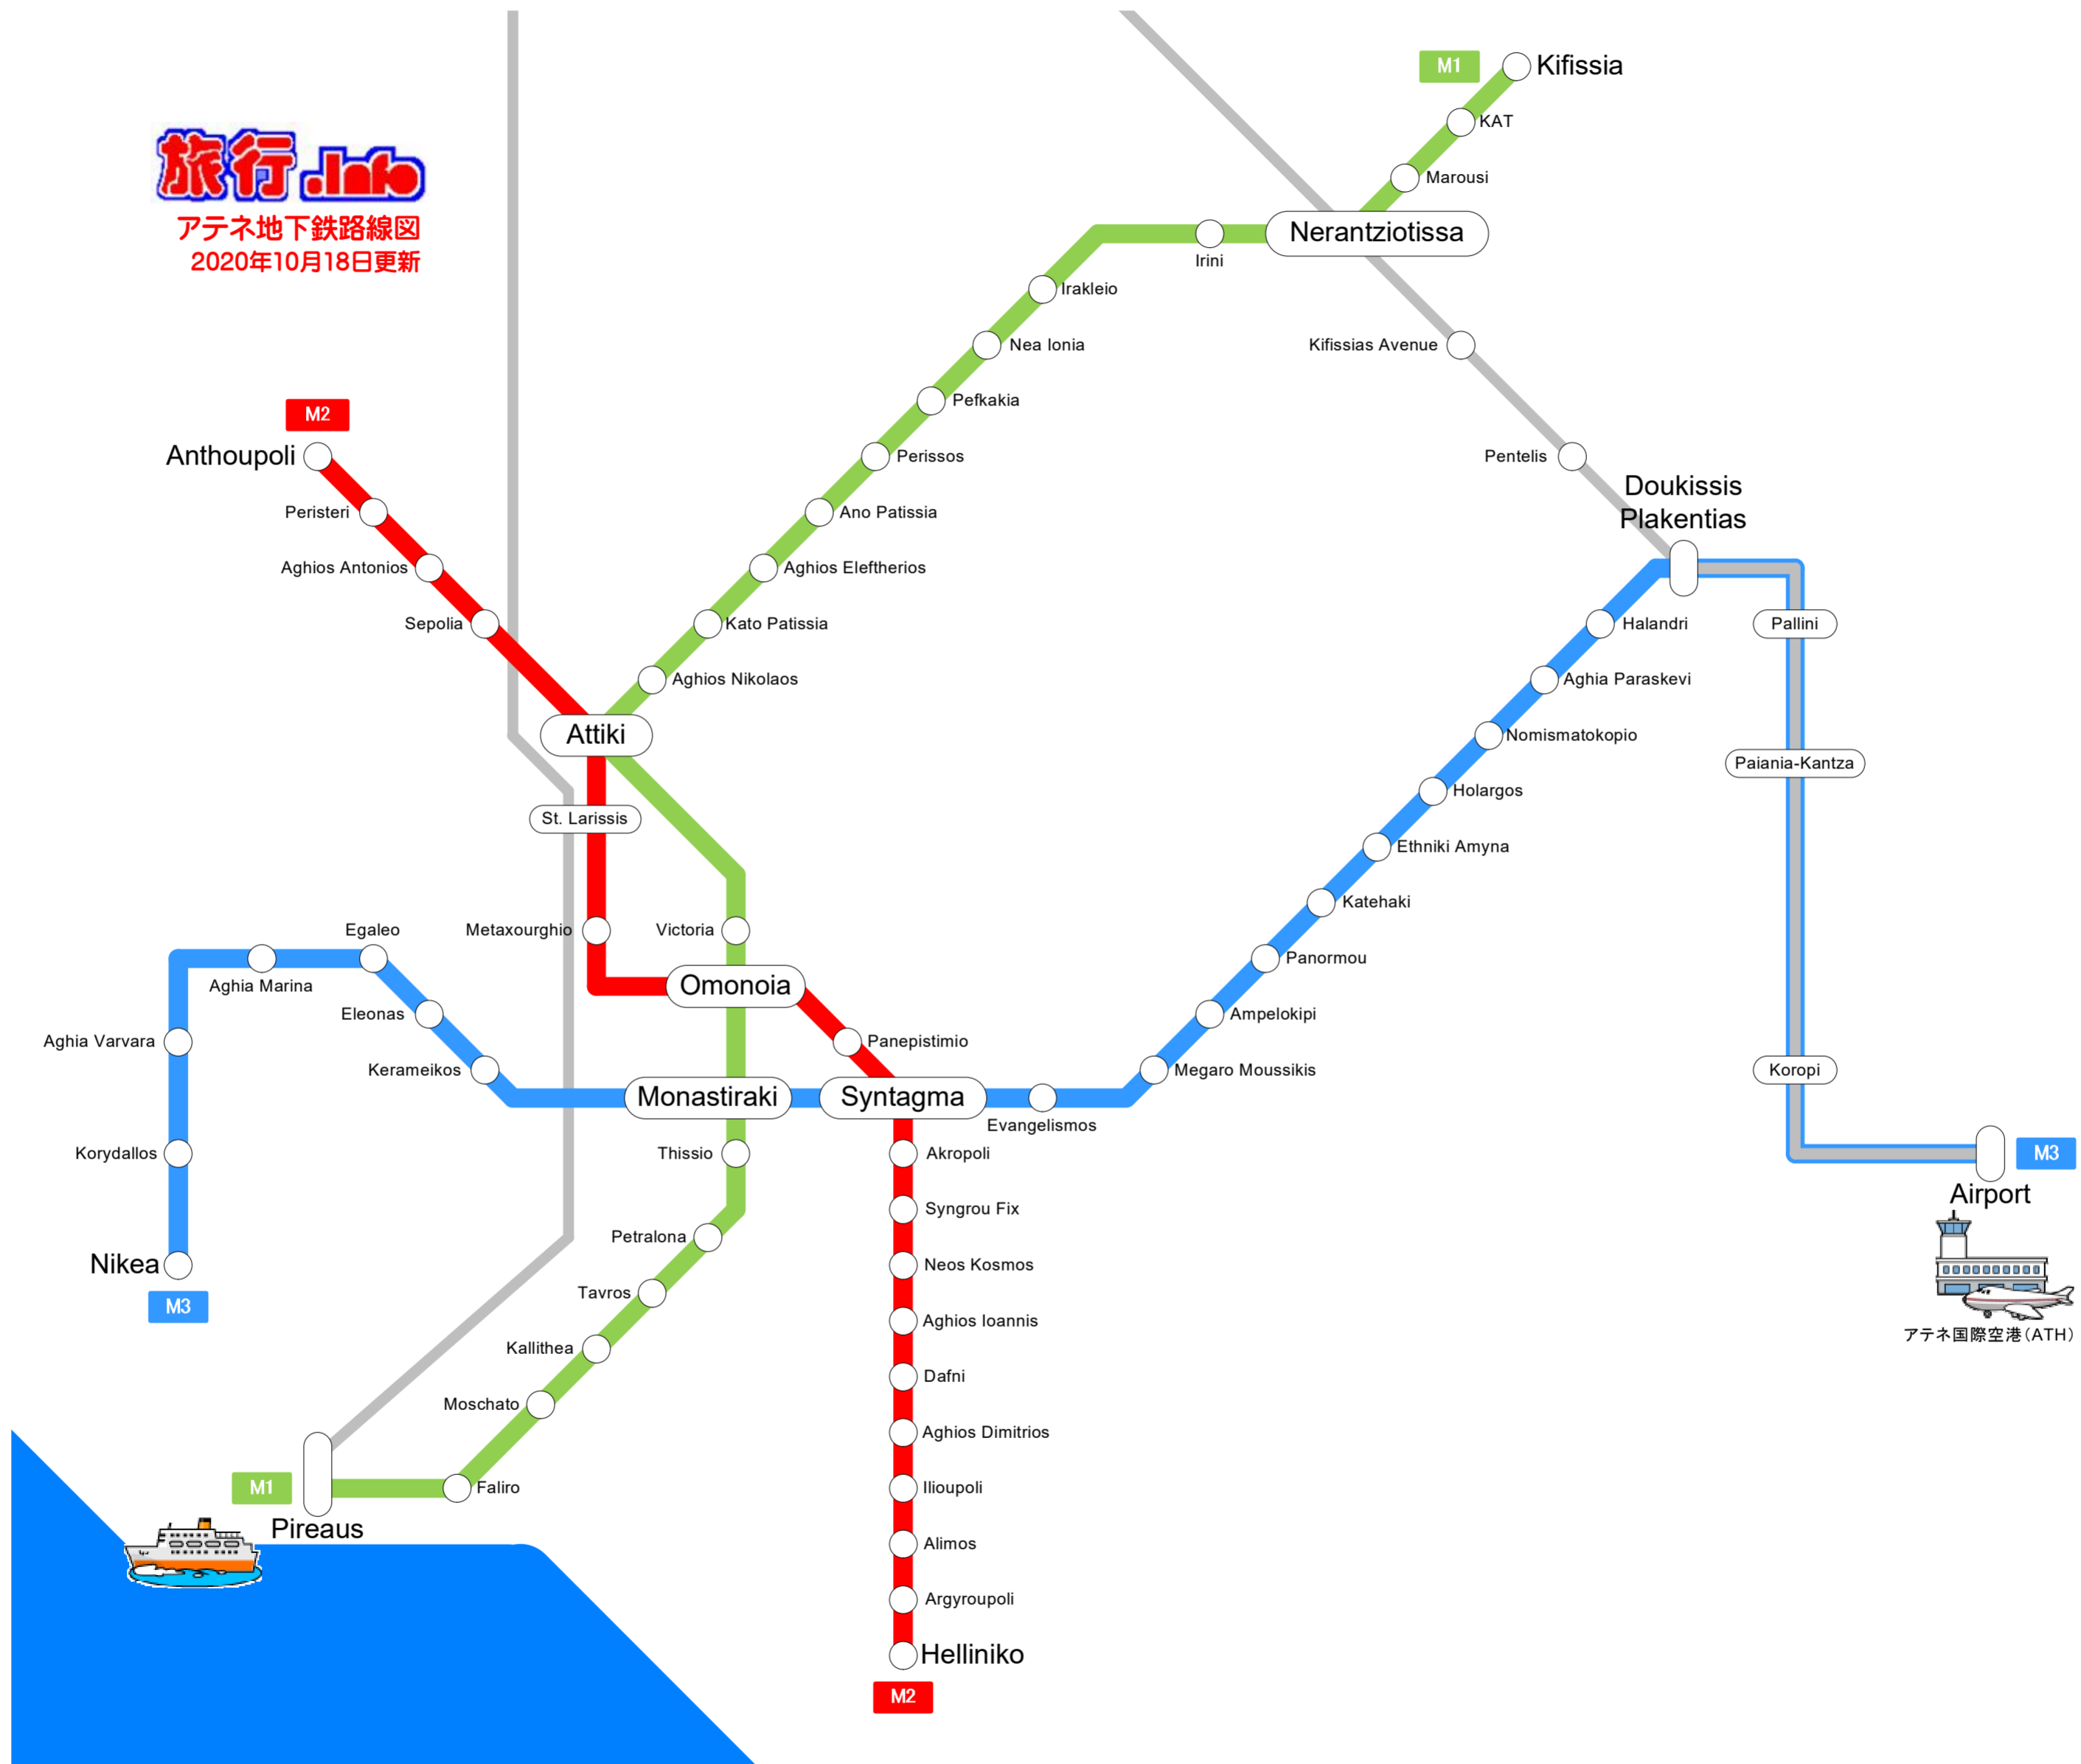 M1
Kifissia
KAT
旅行.Info
アテネ地下鉄路線図
2020年10月18日更新
Marousi
Nerantziotissa
Irini
Irakleio
Nea Ionia
Kifissias Avenue
Pefkakia
M2
Anthoupoli
Perissos
Pentelis
Doukissis
Plakentias
Peristeri
Ano Patissia
Aghios Antonios
Aghios Eleftherios
Sepolia
Kato Patissia
Halandri
Pallini
Aghios Nikolaos
Aghia Paraskevi
Attiki
Nomismatokopio
Paiania-Kantza
Holargos
St. Larissis
Ethniki Amyna
Katehaki
Egaleo
Metaxourghio
Victoria
Panormou
Aghia Marina
Omonoia
Eleonas
Ampelokipi
Aghia Varvara
Panepistimio
Kerameikos
Megaro Moussikis
Koropi
Monastiraki
Syntagma
Evangelismos
Korydallos
Thissio
Akropoli
M3
Airport
Syngrou Fix
Petralona
Nikea
Neos Kosmos
Tavros
M3
Aghios Ioannis
アテネ国際空港(ATH)
Kallithea
Dafni
Moschato
Aghios Dimitrios
M1
Faliro
Ilioupoli
Pireaus
Alimos
Argyroupoli
Helliniko
M2